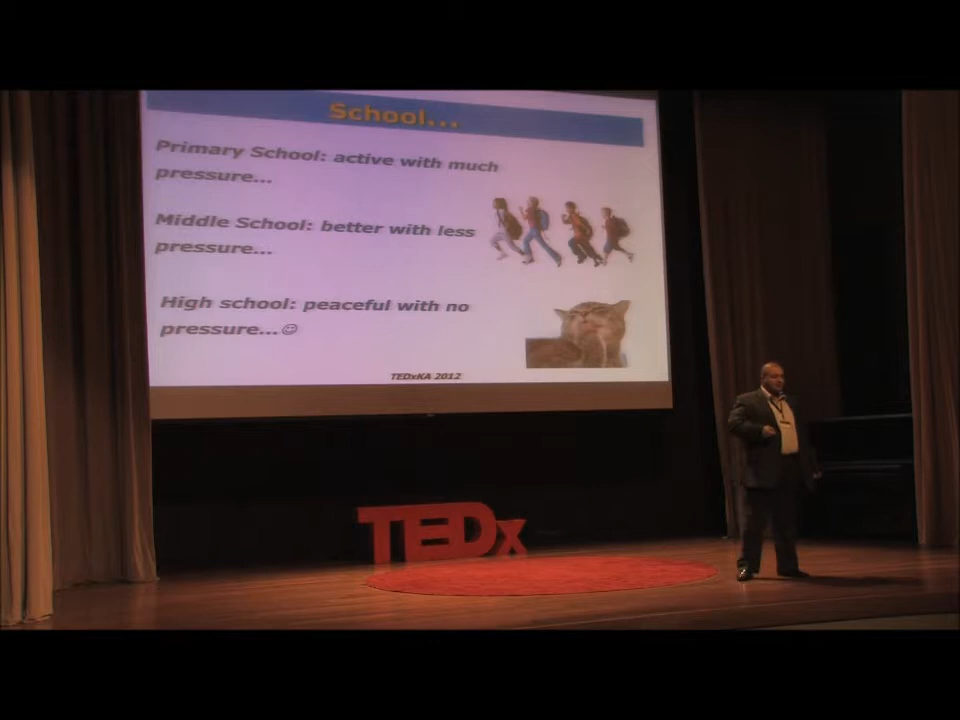 School...
Primary School: active with much
pressure...
Middle School: better with less
pressure...
High school: peaceful with no
pressure...☺
TEDxKA 2012
TEDx